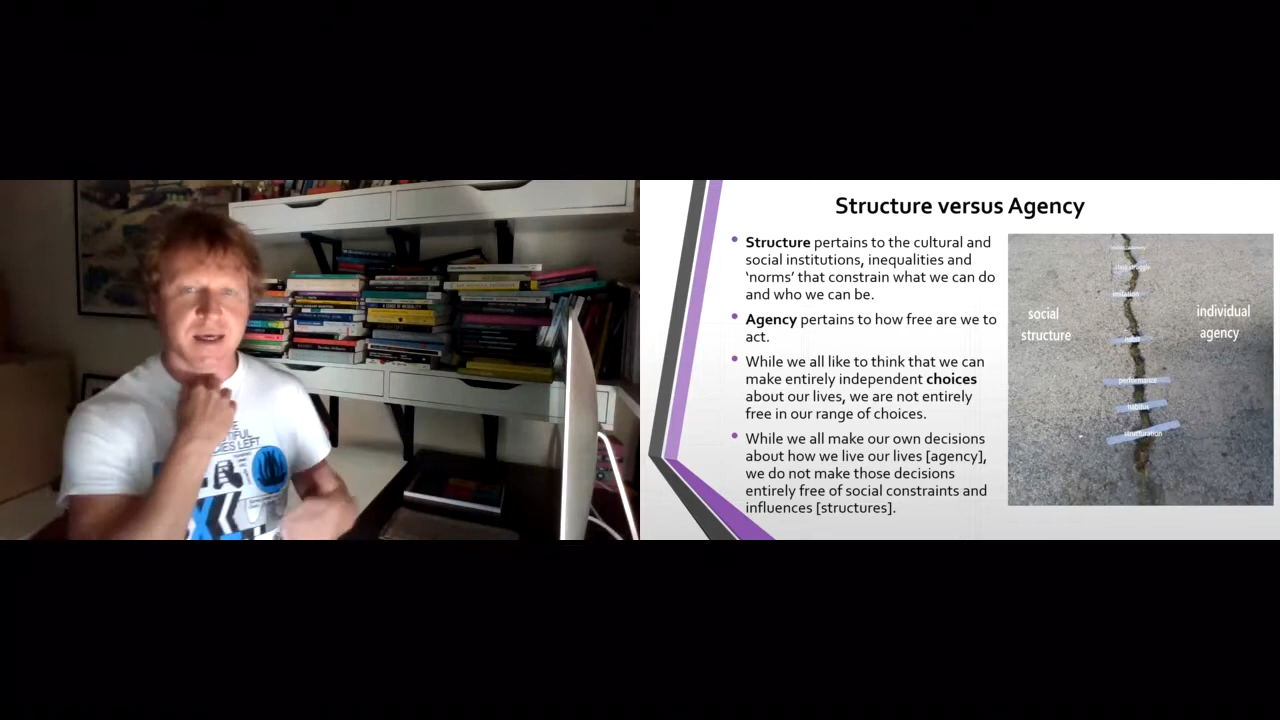 Structure versus Agency
Structure pertains to the cultural and
social institutions, inequalities and
‘norms’ that constrain what we can do
and who we can be.
Agency pertains to how free are we to
act.
While we all like to think that we can
make entirely independent choices
about our lives, we are not entirely
free in our range of choices.
While we all make our own decisions
about how we live our lives [agency],
we do not make those decisions
entirely free of social constraints and
influences [structures].
social
structure
individual
agency
imitation
performance
habitus
structuration